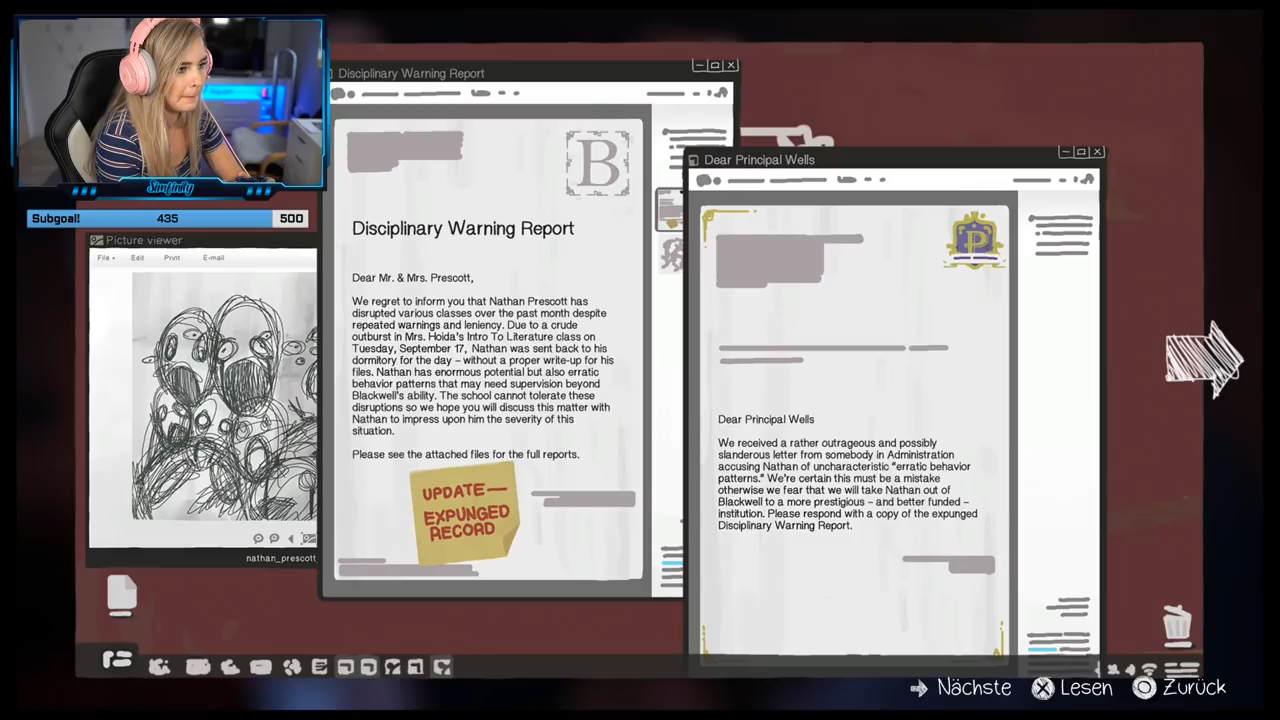 Simfinity
Subgoal! 435 500
Picture viewer
File Edit Print E-mail
nathan_prescott
Disciplinary Warning Report
B
Disciplinary Warning Report
Dear Mr. & Mrs. Prescott,
We regret to inform you that Nathan Prescott has
disrupted various classes over the past month despite
repeated warnings and leniency. Due to a crude
outburst in Mrs. Hoida's Intro To Literature class on
Tuesday, September 17, Nathan was sent back to his
dormitory for the day – without a proper write-up for his
files. Nathan has enormous potential but also erratic
behavior patterns that may need supervision beyond
Blackwell's ability. The school cannot tolerate these
disruptions so we hope you will discuss this matter with
Nathan to impress upon him the severity of this
situation.
Please see the attached files for the full reports.
UPDATE—
EXPUNGED
RECORD
Dear Principal Wells
P
Dear Principal Wells
We received a rather outrageous and possibly
slanderous letter from somebody in Administration
accusing Nathan of uncharacteristic "erratic behavior
patterns." We're certain this must be a mistake
otherwise we fear that we will take Nathan out of
Blackwell to a more prestigious – and better funded –
institution. Please respond with a copy of the expunged
Disciplinary Warning Report.
Nächste Lesen Zurück